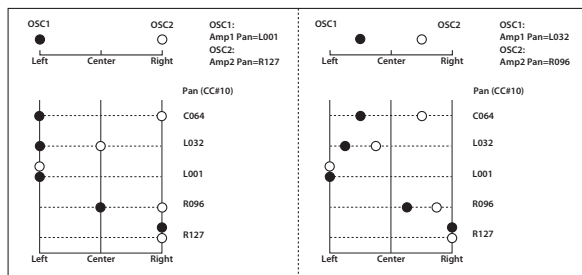 OSC1 OSC2 OSC1:
Amp1 Pan=L001
OSC2:
Amp2 Pan=R127
Left Center Right
Pan (CC#10)
C064
L032
L001
R096
R127
Left Center Right
OSC1 OSC2 OSC1:
Amp1 Pan=L032
OSC2:
Amp2 Pan=R096
Left Center Right
Pan (CC#10)
C064
L032
L001
R096
R127
Left Center Right